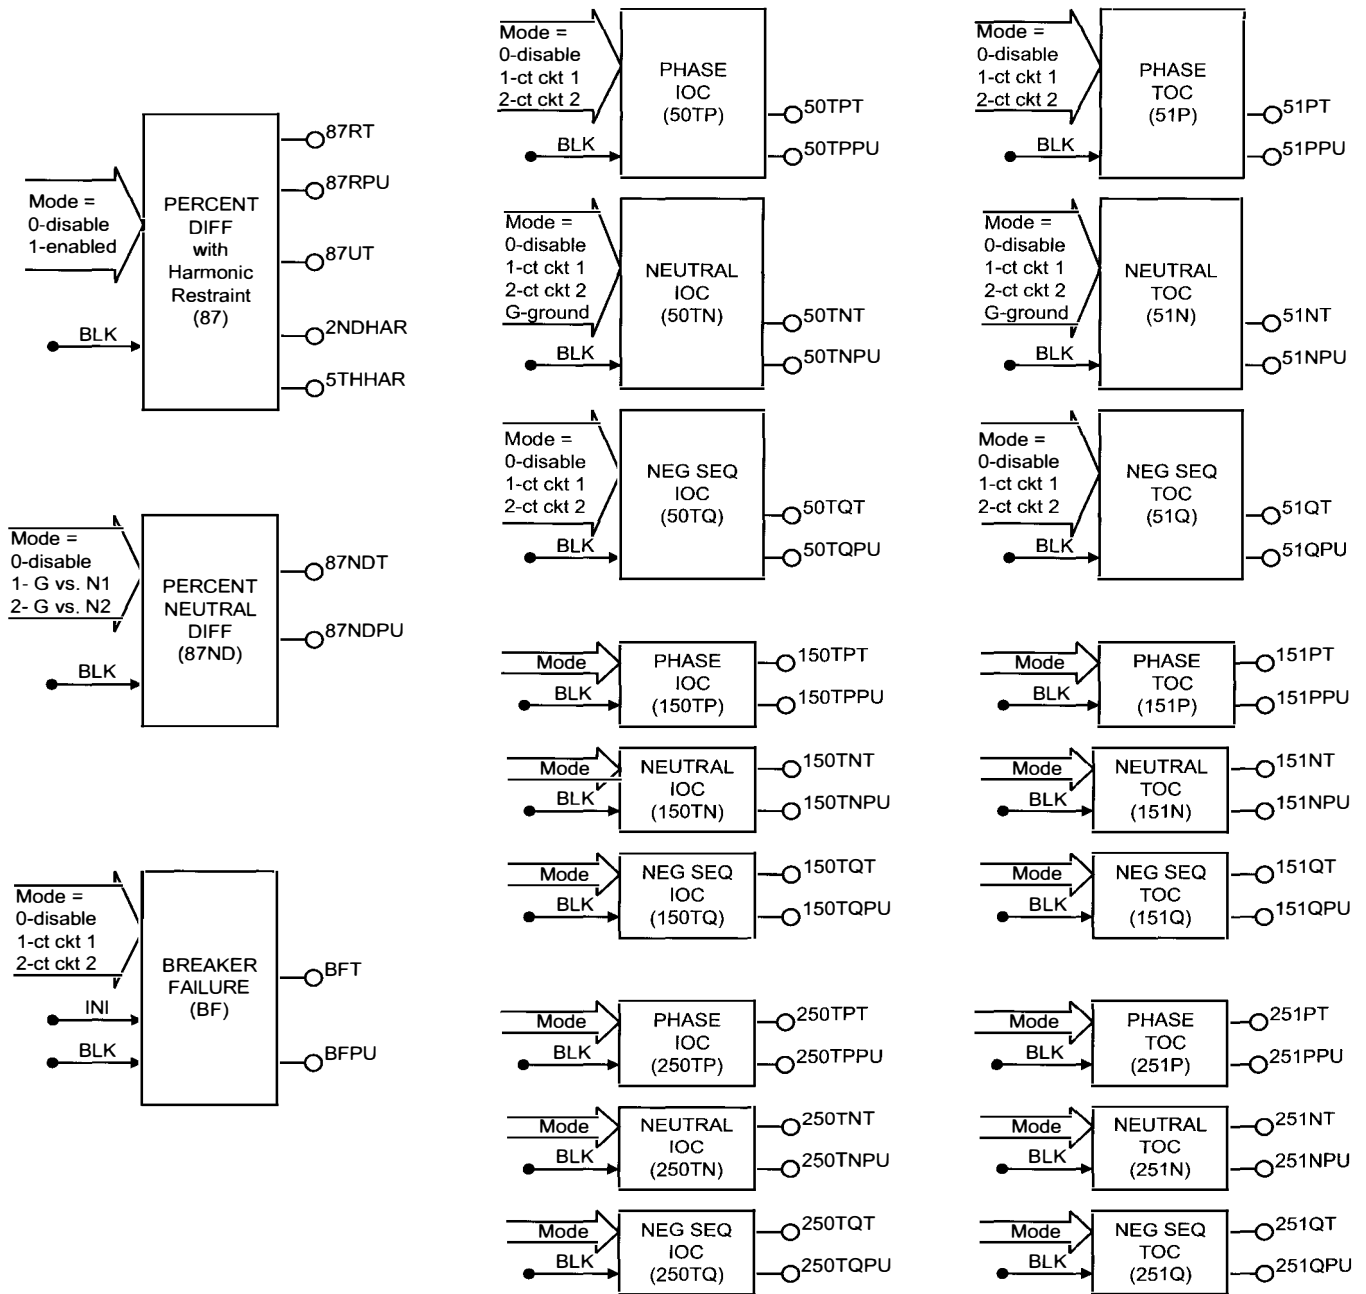 Mode =
0-disable
1-enabled
BLK
PERCENT
DIFF
with
Harmonic
Restraint
(87)
87RT
87RPU
87UT
2NDHAR
5THHAR
Mode =
0-disable
1- G vs. N1
2- G vs. N2
BLK
PERCENT
NEUTRAL
DIFF
(87ND)
87NDT
87NDPU
Mode =
0-disable
1-ct ckt 1
2-ct ckt 2
INI
BLK
BREAKER
FAILURE
(BF)
BFT
BFPU
Mode =
0-disable
1-ct ckt 1
2-ct ckt 2
BLK
PHASE
IOC
(50TP)
50TPT
50TPPU
Mode =
0-disable
1-ct ckt 1
2-ct ckt 2
G-ground
BLK
NEUTRAL
IOC
(50TN)
50TNT
50TNPU
Mode =
0-disable
1-ct ckt 1
2-ct ckt 2
BLK
NEG SEQ
IOC
(50TQ)
50TQT
50TQPU
Mode
BLK
PHASE
IOC
(150TP)
150TPT
150TPPU
Mode
BLK
NEUTRAL
IOC
(150TN)
150TNT
150TNPU
Mode
BLK
NEG SEQ
IOC
(150TQ)
150TQT
150TQPU
Mode
BLK
PHASE
IOC
(250TP)
250TPT
250TPPU
Mode
BLK
NEUTRAL
IOC
(250TN)
250TNT
250TNPU
Mode
BLK
NEG SEQ
IOC
(250TQ)
250TQT
250TQPU
Mode =
0-disable
1-ct ckt 1
2-ct ckt 2
BLK
PHASE
TOC
(51P)
51PT
51PPU
Mode =
0-disable
1-ct ckt 1
2-ct ckt 2
G-ground
BLK
NEUTRAL
TOC
(51N)
51NT
51NPU
Mode =
0-disable
1-ct ckt 1
2-ct ckt 2
BLK
NEG SEQ
TOC
(51Q)
51QT
51QPU
Mode
BLK
PHASE
TOC
(151P)
151PT
151PPU
Mode
BLK
NEUTRAL
TOC
(151N)
151NT
151NPU
Mode
BLK
NEG SEQ
TOC
(151Q)
151QT
151QPU
Mode
BLK
PHASE
TOC
(251P)
251PT
251PPU
Mode
BLK
NEUTRAL
TOC
(251N)
251NT
251NPU
Mode
BLK
NEG SEQ
TOC
(251Q)
251QT
251QPU